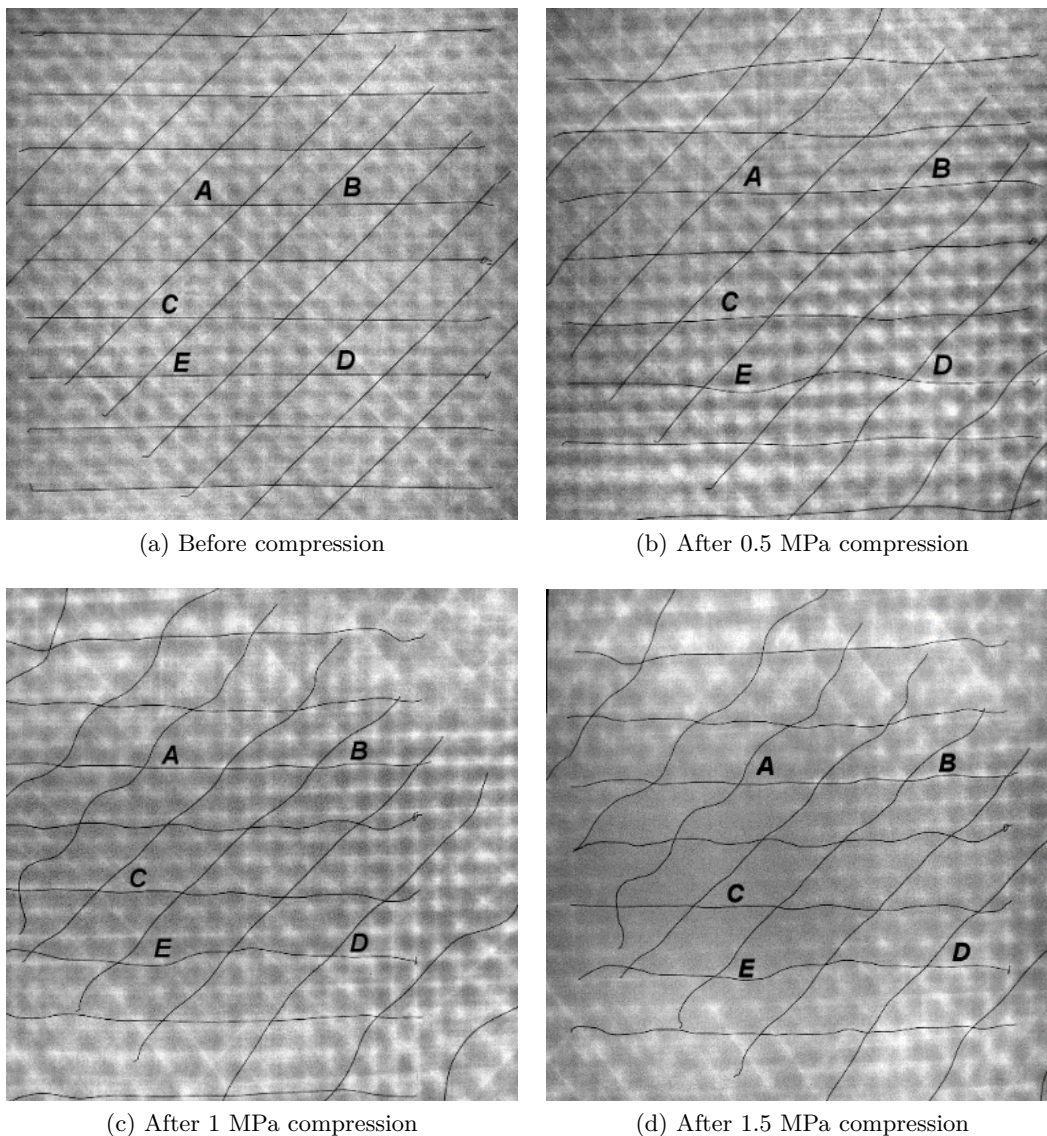 A
B
C
E
D
(a) Before compression
A
B
C
E
D
(b) After 0.5 MPa compression
A
B
C
E
D
(c) After 1 MPa compression
A
B
C
E
D
(d) After 1.5 MPa compression